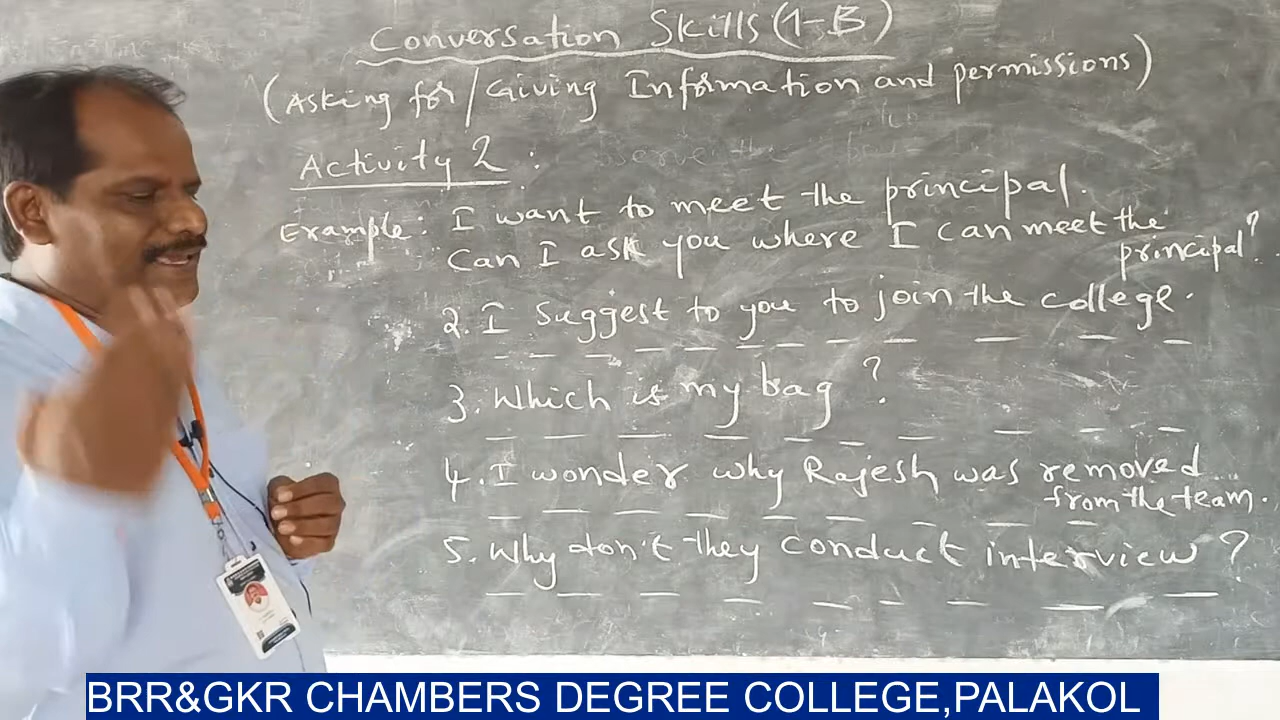 Conversation Skills (1-B)
(Asking for/Giving Information and permissions)
Activity 2 :
Example: I want to meet the principal.
Can I ask you where I can meet the
principal?
2. I suggest to you to join the college.
3. Which is my bag ?
4. I wonder why Rajesh was removed...
from the team.
5. Why don't they conduct interview ?
BRR&GKR CHAMBERS DEGREE COLLEGE,PALAKOL